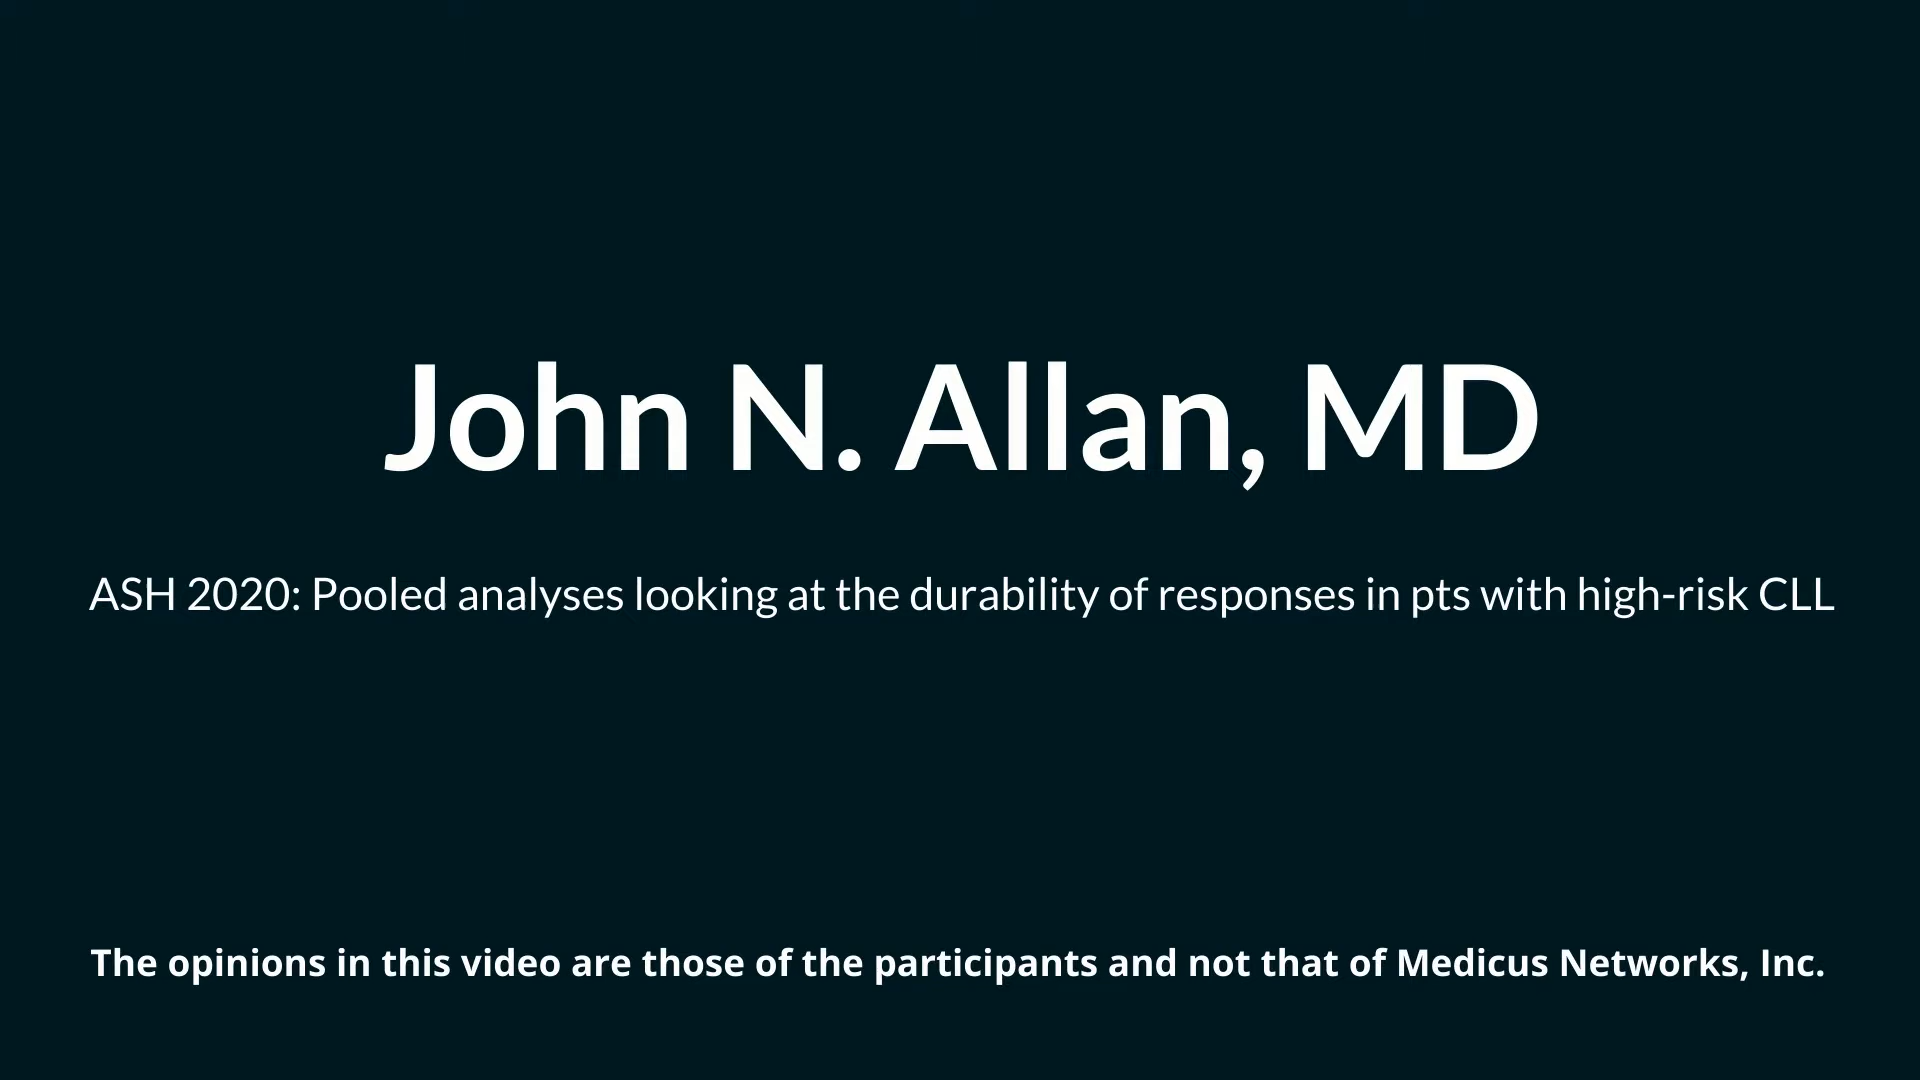 John N. Allan, MD
ASH 2020: Pooled analyses looking at the durability of responses in pts with high-risk CLL
The opinions in this video are those of the participants and not that of Medicus Networks, Inc.